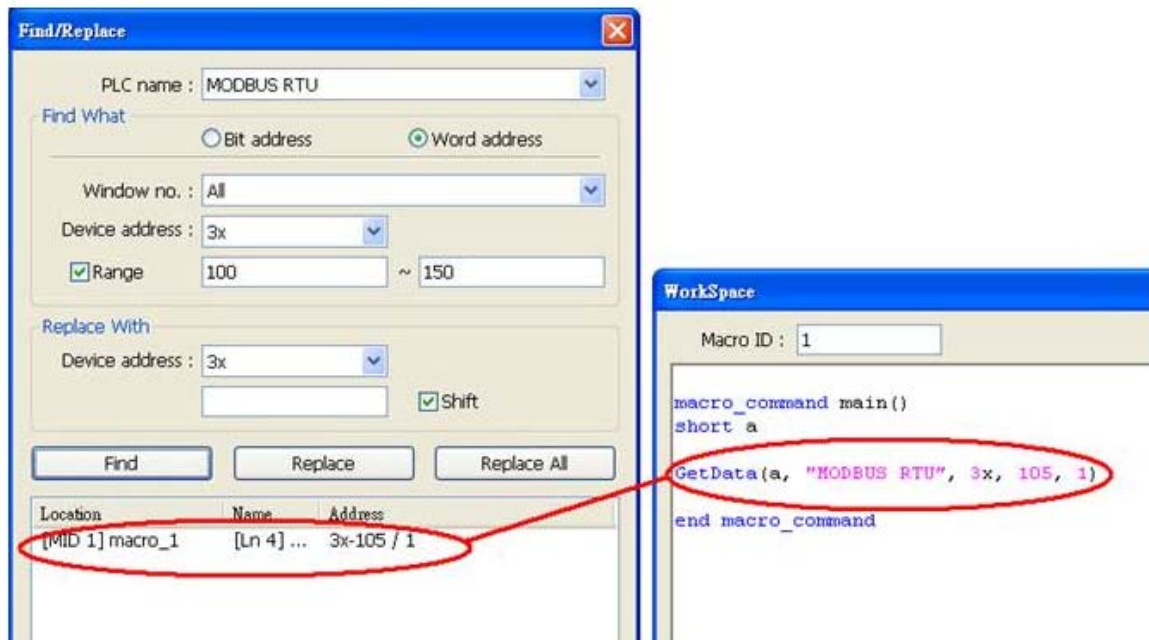 Find/Replace
PLC name : MODBUS RTU
Find What
Bit address Word address
Window no. : All
Device address : 3x
Range 100 ~ 150
Replace With
Device address : 3x
Shift
Find Replace Replace All
Location Name Address
[MID 1] macro_1 [Ln 4] ... 3x-105 / 1
WorkSpace
Macro ID : 1
macro_command main()
short a
GetData(a, "MODBUS RTU", 3x, 105, 1)
end macro_command